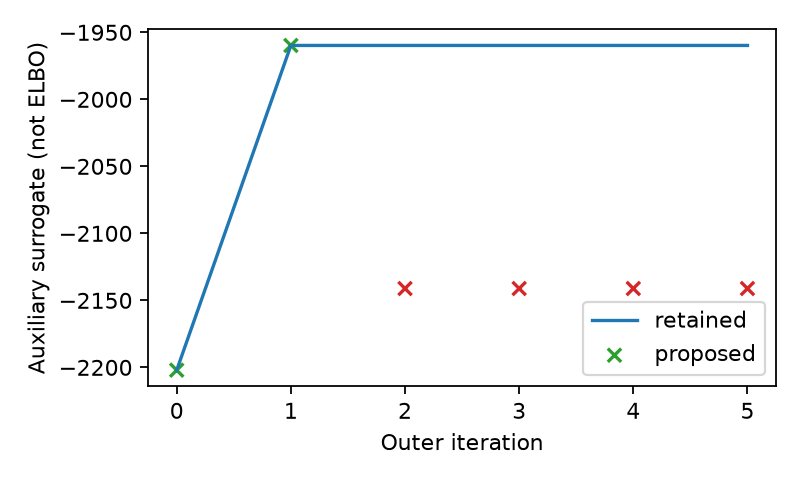 Auxiliary surrogate (not ELBO)
−1950
−2000
−2050
−2100
−2150
−2200
retained
proposed
0 1 2 3 4 5
Outer iteration